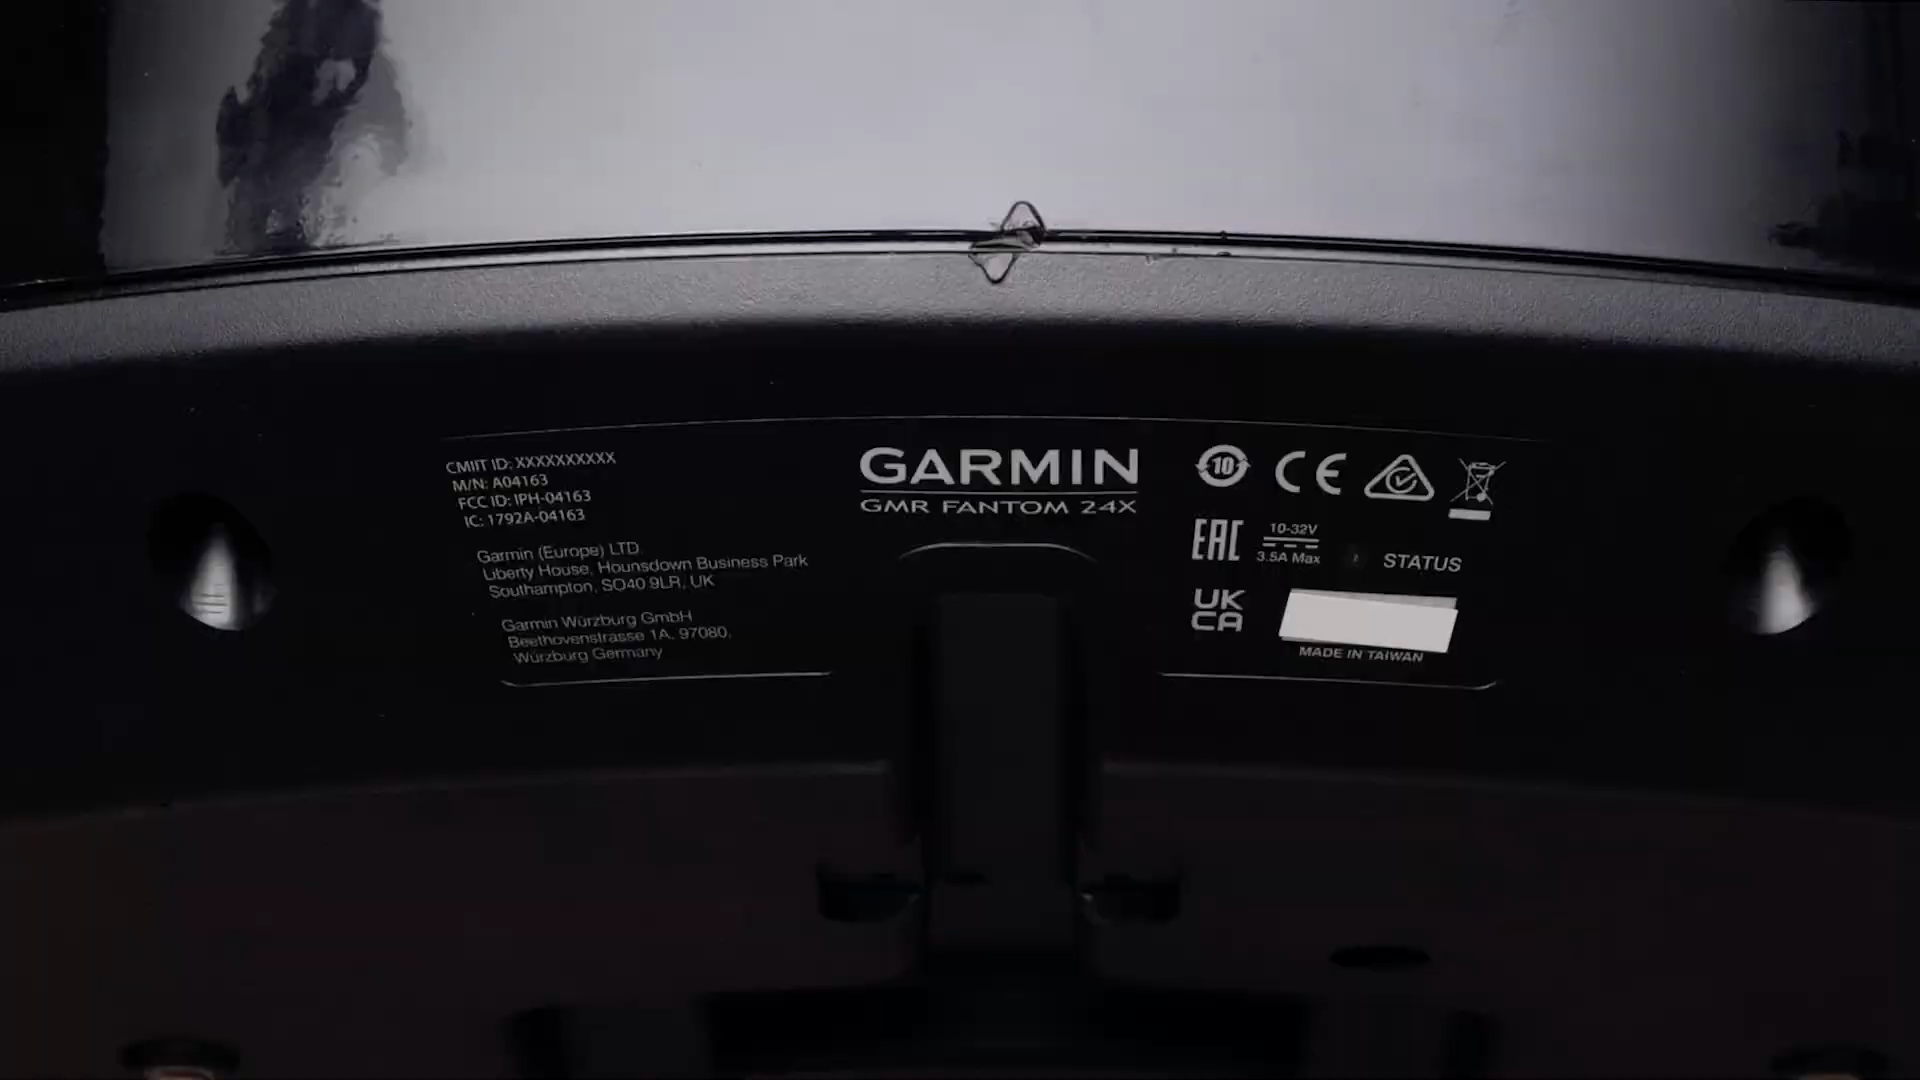 CMIIT ID: XXXXXXXXXX
M/N: A04163
FCC ID: IPH-04163
IC: 1792A-04163
Garmin (Europe) LTD
Liberty House, Hounsdown Business Park
Southampton, SO40 9LR, UK
Garmin Würzburg GmbH
Beethovenstrasse 1A, 97080,
Würzburg Germany
GARMIN
GMR FANTOM 24X
10
CE
EAC
10-32V
3.5A Max
STATUS
UK
CA
MADE IN TAIWAN